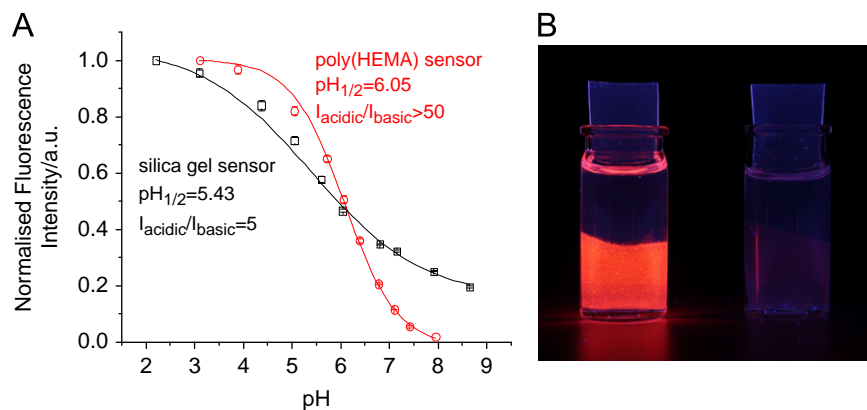 A
B
Normalised Fluorescence
Intensity/a.u.
1.0
0.8
0.6
0.4
0.2
0.0
poly(HEMA) sensor
pH1/2=6.05
Iacidic/Ibasic>50
silica gel sensor
pH1/2=5.43
Iacidic/Ibasic=5
2 3 4 5 6 7 8 9
pH